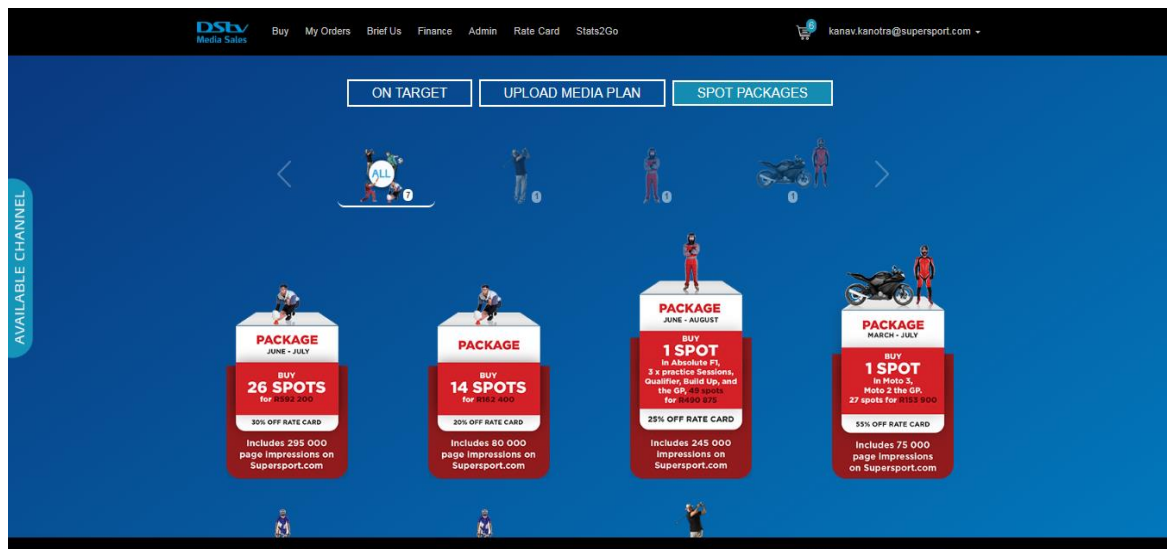 DStv
Media Sales
Buy My Orders Brief Us Finance Admin Rate Card Stats2Go
6
kanav.kanotra@supersport.com
ON TARGET
UPLOAD MEDIA PLAN
SPOT PACKAGES
AVAILABLE CHANNEL
ALL
7
1
1
1
PACKAGE
JUNE - JULY
BUY
26 SPOTS
for R592 200
30% OFF RATE CARD
Includes 295 000
page impressions on
Supersport.com
PACKAGE
BUY
14 SPOTS
for R162 400
20% OFF RATE CARD
Includes 80 000
page impressions on
Supersport.com
PACKAGE
JUNE - AUGUST
BUY
1 SPOT
in Absolute F1,
3 x practice Sessions,
Qualifier, Build Up, and
the GP, 49 spots
for R490 875
25% OFF RATE CARD
Includes 245 000
impressions on
Supersport.com
PACKAGE
MARCH - JULY
BUY
1 SPOT
in Moto 3,
Moto 2 the GP.
27 spots for R153 900
55% OFF RATE CARD
Includes 75 000
page impressions
on Supersport.com